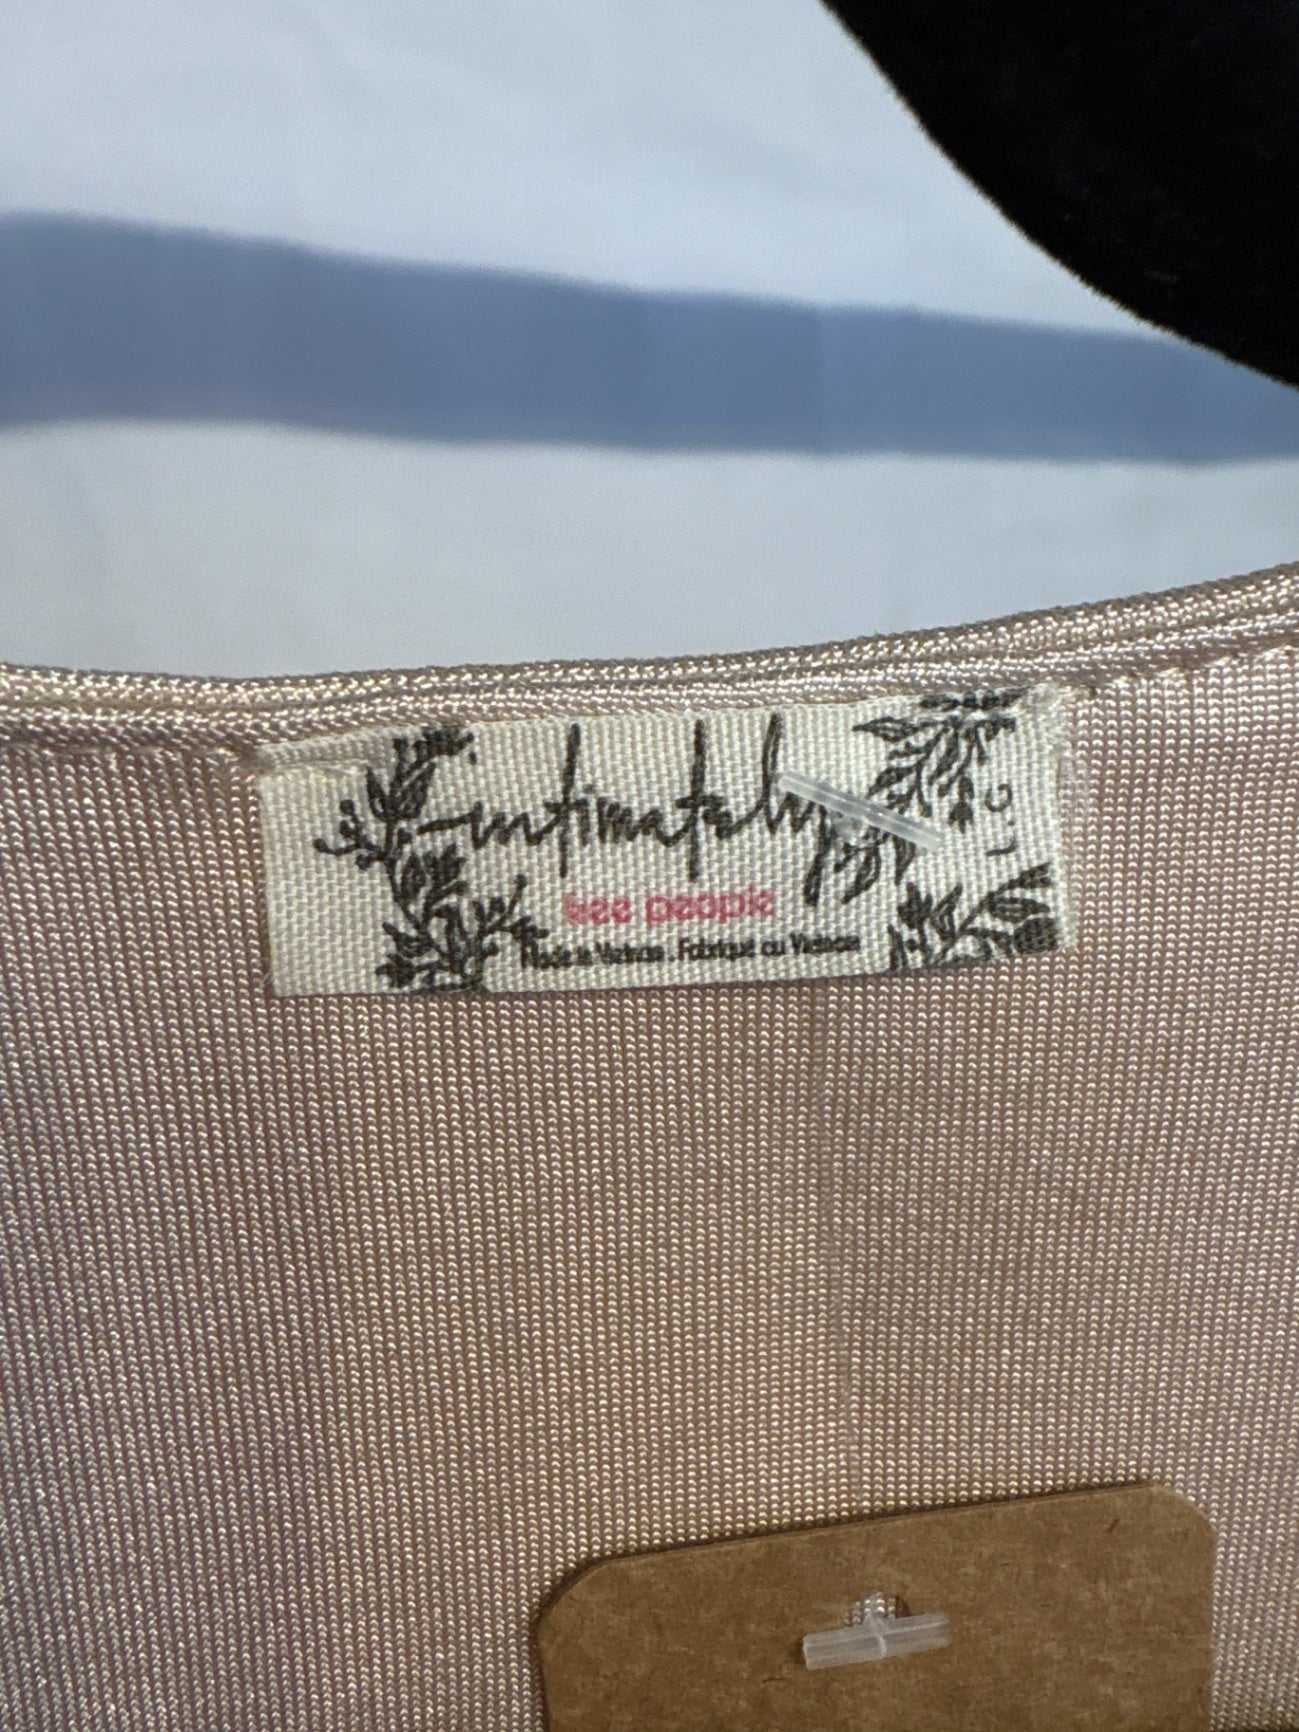 intimately
free people
Made in Vietnam . Fabriqué au Vietnam
L G